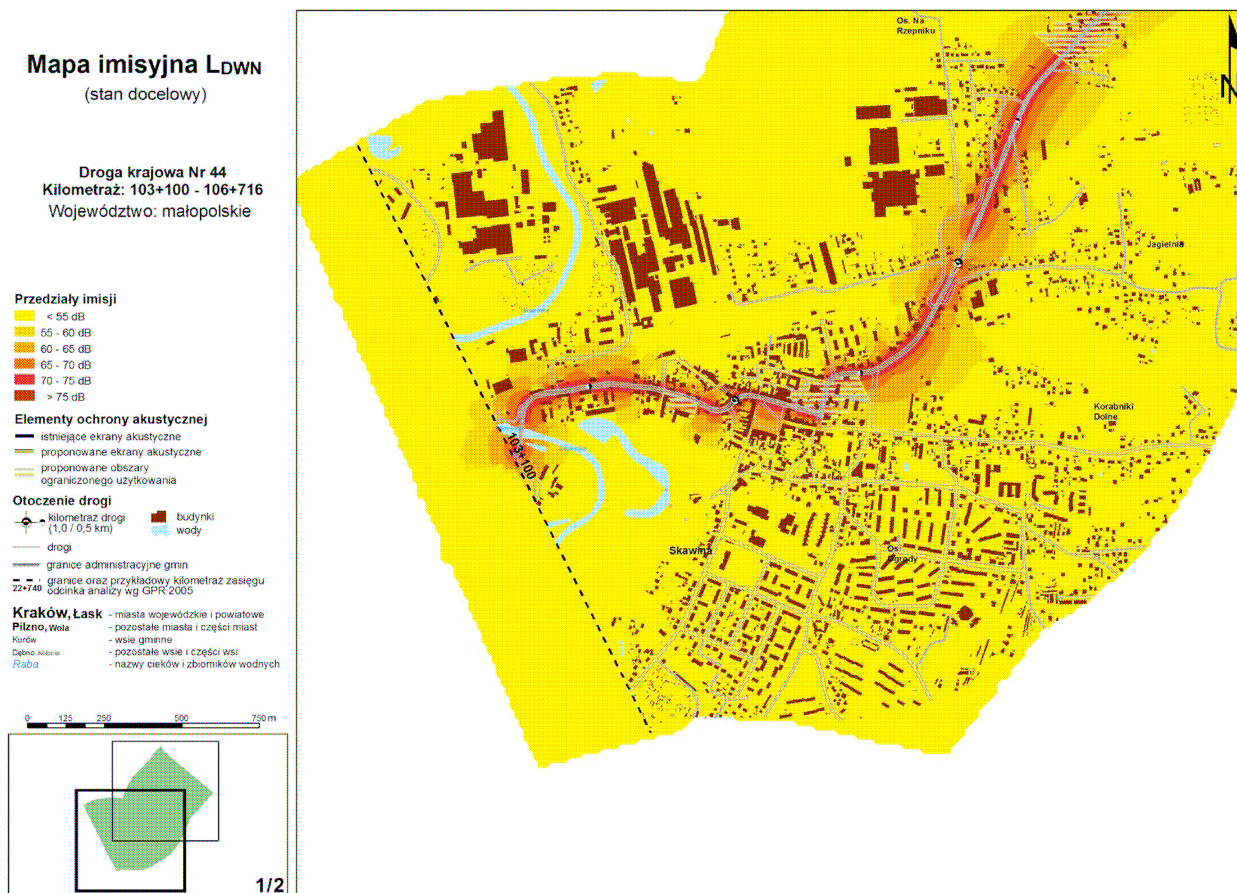 Mapa imisyjna LDWN
(stan docelowy)
Droga krajowa Nr 44
Kilometraż: 103+100 - 106+716
Województwo: małopolskie
Przedziały imisji
< 55 dB
55 - 60 dB
60 - 65 dB
65 - 70 dB
70 - 75 dB
> 75 dB
Elementy ochrony akustycznej
istniejące ekrany akustyczne
proponowane ekrany akustyczne
proponowane obszary
ograniczonego użytkowania
Otoczenie drogi
kilometraż drogi
(1,0 / 0,5 km)
budynki
wody
drogi
granice administracyjne gmin
22+740 granice oraz przykładowy kilometraż zasięgu
odcinka analizy wg GPR 2005
Kraków, Łask - miasta wojewódzkie i powiatowe
Pilzno, Wola - pozostałe miasta i części miast
Kurów - wsie gminne
Dębno, Kolonia - pozostałe wsie i części wsi
Raba - nazwy cieków i zbiorników wodnych
0 125 250 500 750 m
1/2
Os. Na
Rzepniku
N
Jagielnia
Korabniki
Dolne
103+100
Skawina
Os.
Ogrody